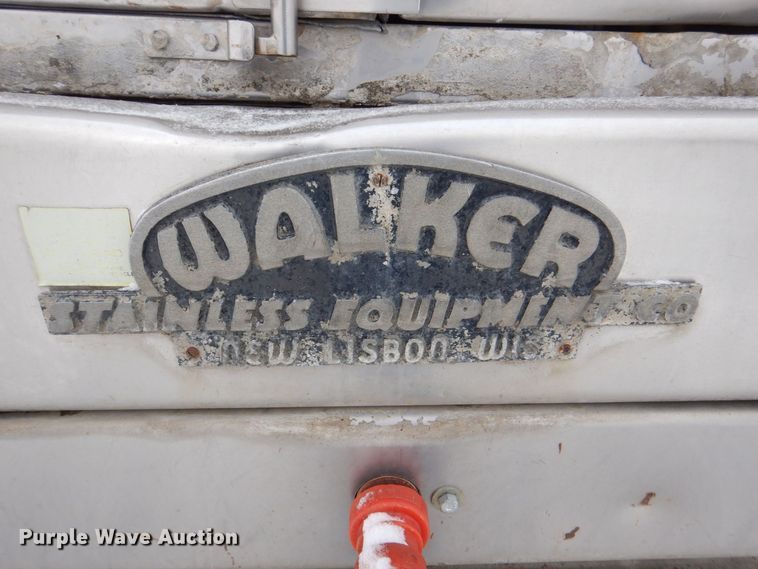 WALKER
STAINLESS EQUIPMENT CO
NEW LISBON WIS
Purple Wave Auction